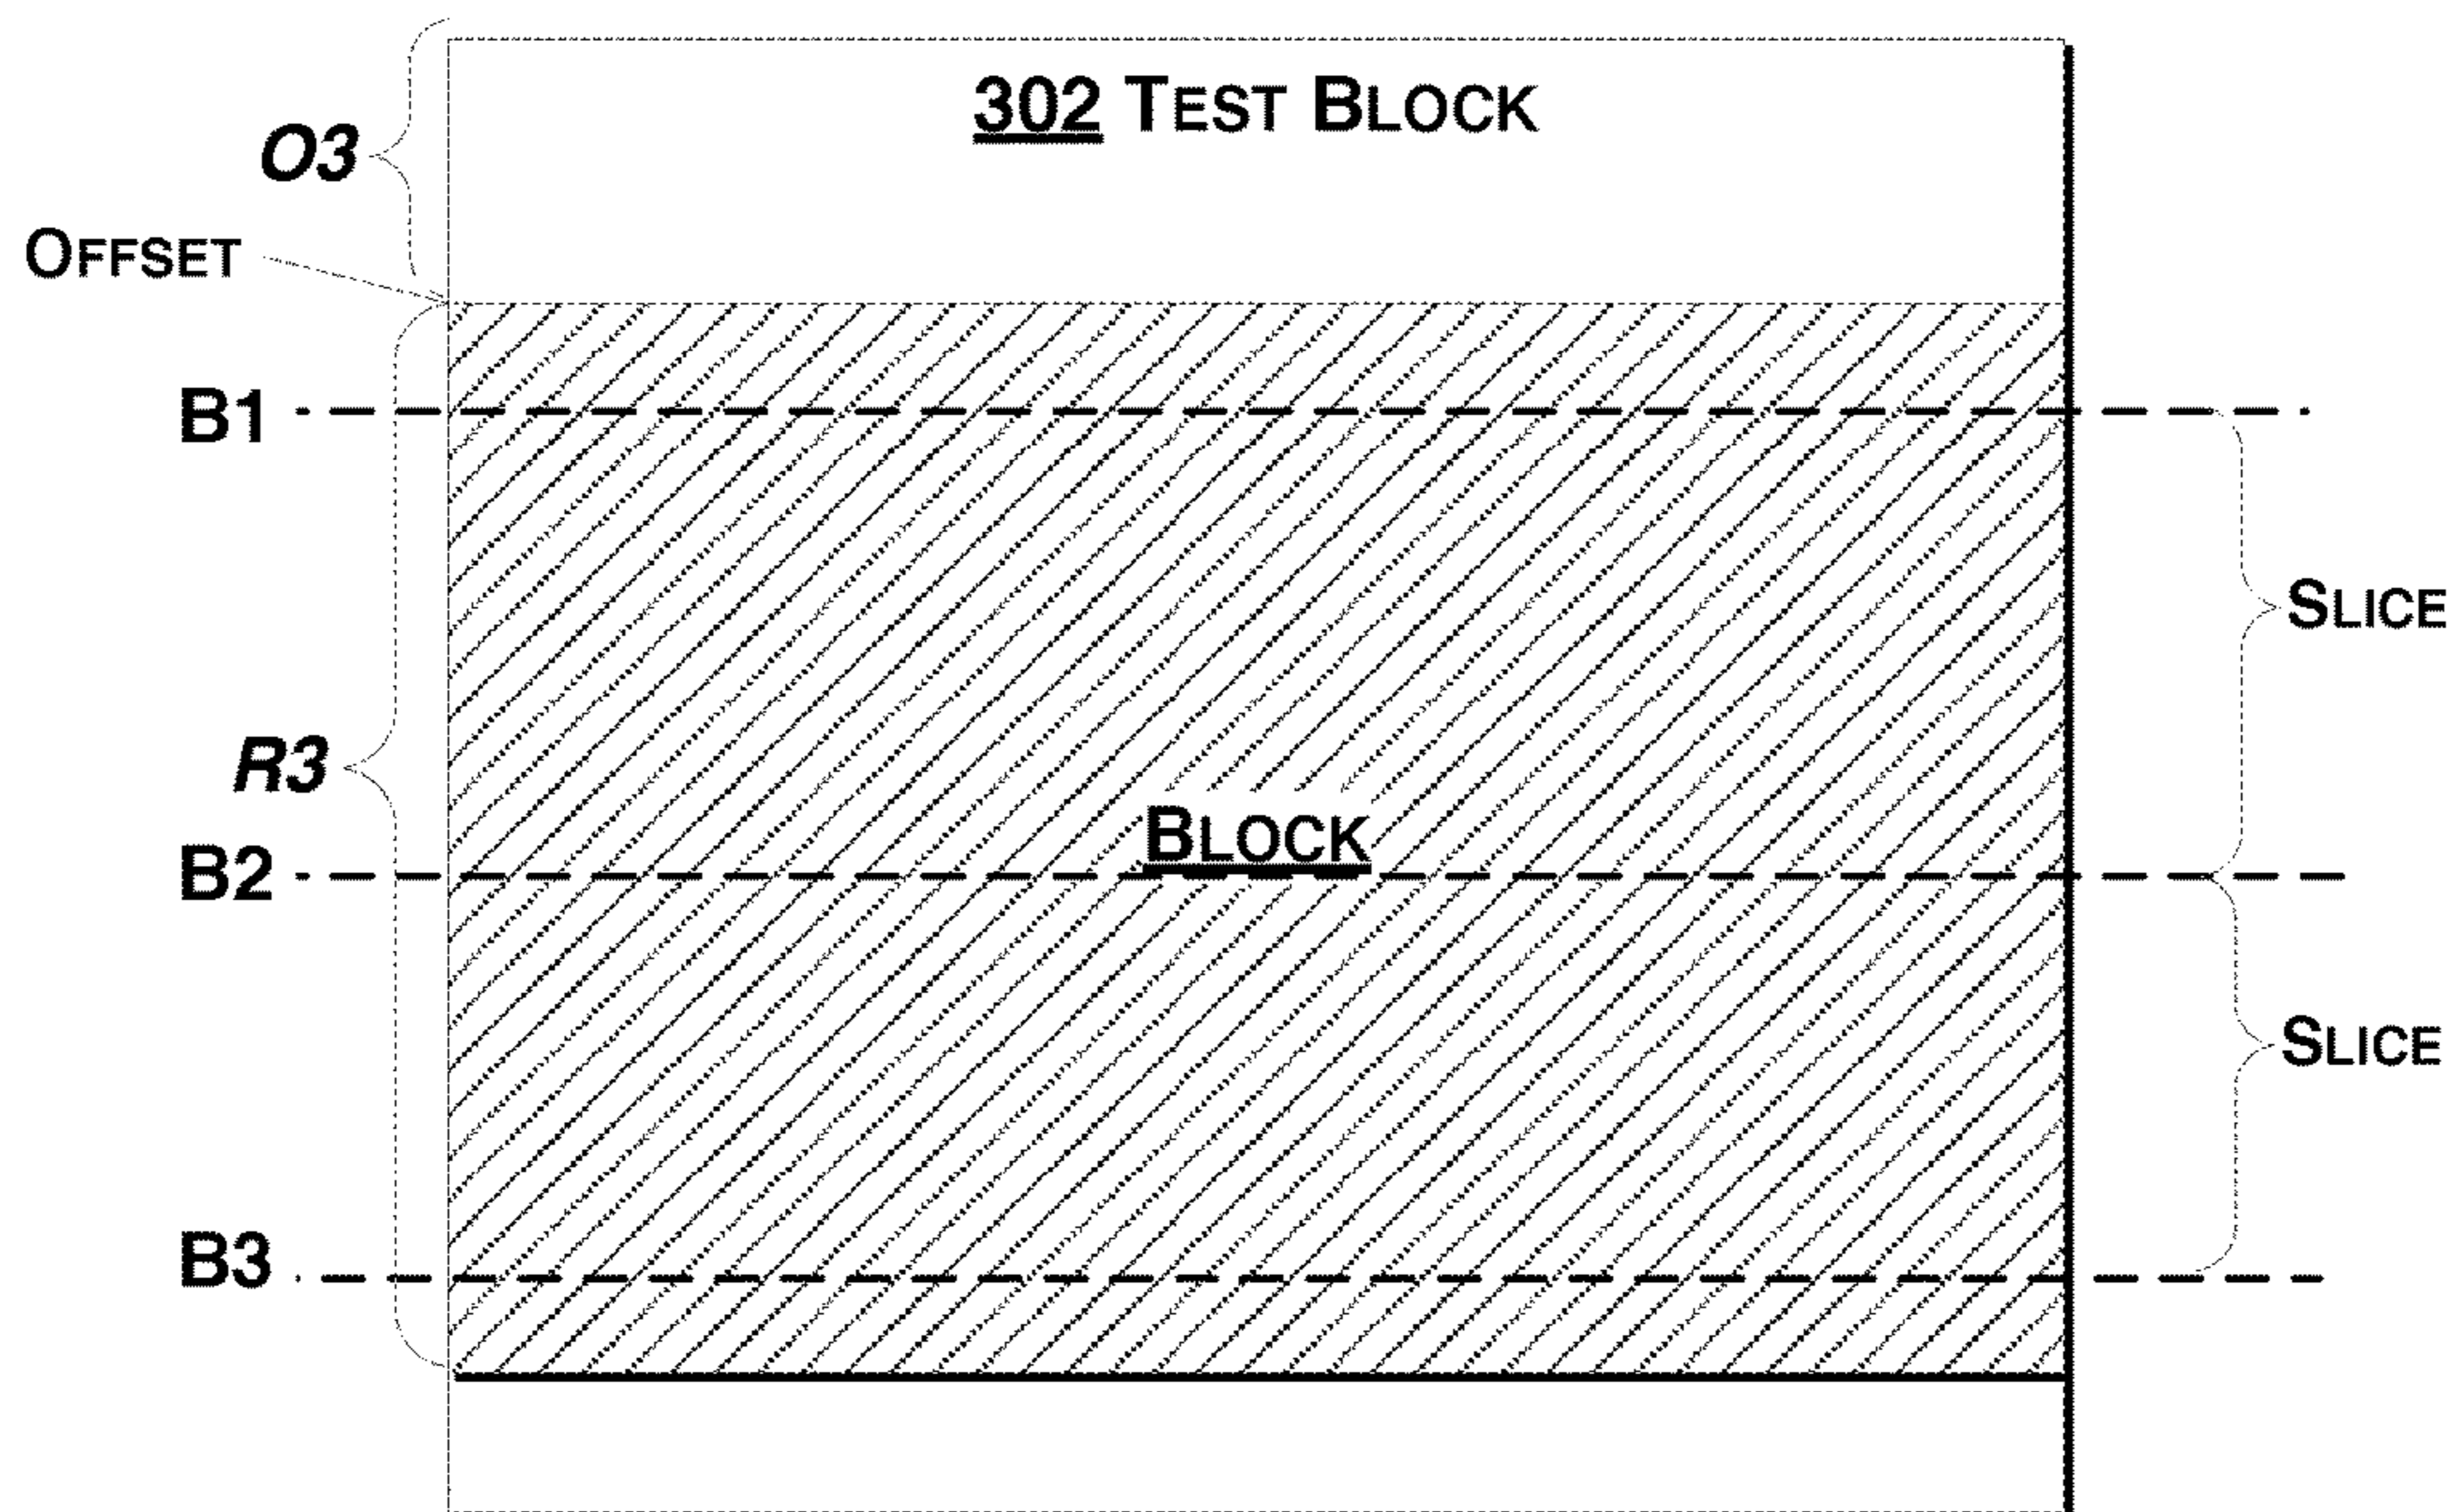 302 TEST BLOCK
O3
OFFSET
B1
SLICE
R3
BLOCK
B2
SLICE
B3